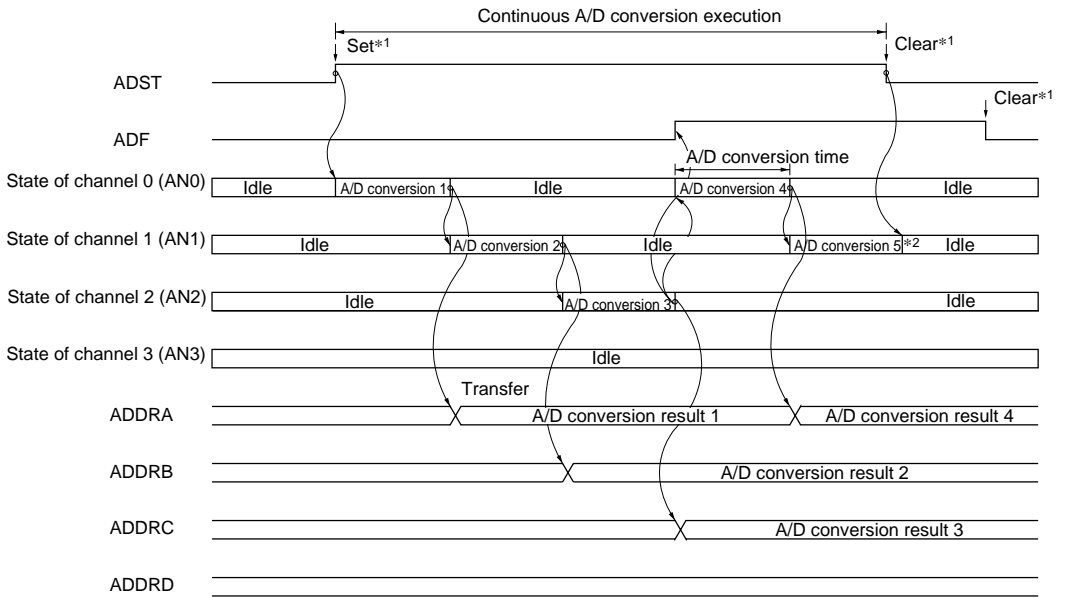 Continuous A/D conversion execution
Set*1 Clear*1
ADST
Clear*1
ADF
A/D conversion time
State of channel 0 (AN0) Idle A/D conversion 1 Idle A/D conversion 4 Idle
State of channel 1 (AN1) Idle A/D conversion 2 Idle A/D conversion 5 *2 Idle
State of channel 2 (AN2) Idle A/D conversion 3 Idle
State of channel 3 (AN3) Idle
Transfer
ADDRA A/D conversion result 1 A/D conversion result 4
ADDRB A/D conversion result 2
ADDRC A/D conversion result 3
ADDRD